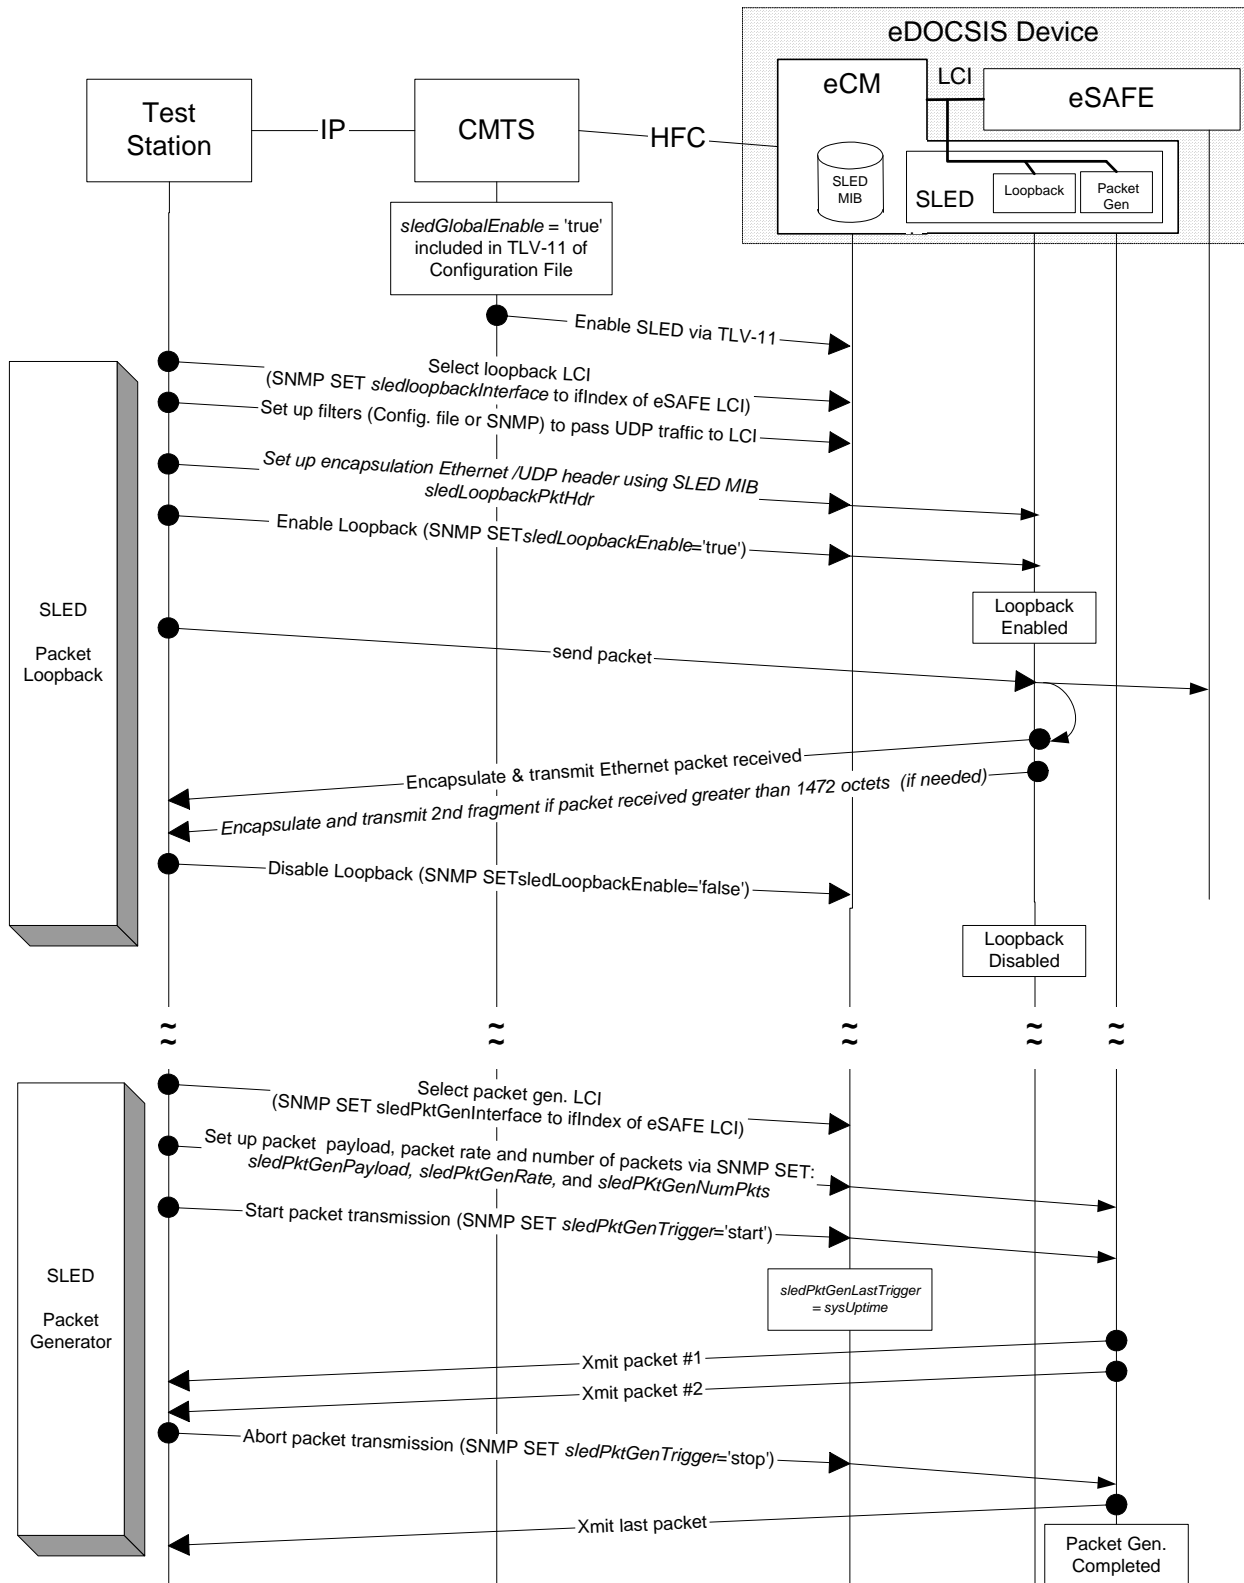 eDOCSIS Device
Test
Station
IP
CMTS
HFC
eCM
LCI
eSAFE
SLED
MIB
SLED
Loopback
Packet
Gen
sledGlobalEnable = 'true'
included in TLV-11 of
Configuration File
Enable SLED via TLV-11
Select loopback LCI
(SNMP SET sledloopbackInterface to ifIndex of eSAFE LCI)
Set up filters (Config. file or SNMP) to pass UDP traffic to LCI
Set up encapsulation Ethernet /UDP header using SLED MIB
sledLoopbackPktHdr
Enable Loopback (SNMP SETsledLoopbackEnable='true')
SLED
Packet
Loopback
Loopback
Enabled
send packet
Encapsulate & transmit Ethernet packet received
Encapsulate and transmit 2nd fragment if packet received greater than 1472 octets (if needed)
Disable Loopback (SNMP SETsledLoopbackEnable='false')
Loopback
Disabled
≈ ≈ ≈ ≈ ≈
Select packet gen. LCI
(SNMP SET sledPktGenInterface to ifIndex of eSAFE LCI)
Set up packet payload, packet rate and number of packets via SNMP SET:
sledPktGenPayload, sledPktGenRate, and sledPKtGenNumPkts
Start packet transmission (SNMP SET sledPktGenTrigger='start')
SLED
Packet
Generator
sledPktGenLastTrigger
= sysUptime
Xmit packet #1
Xmit packet #2
Abort packet transmission (SNMP SET sledPktGenTrigger='stop')
Xmit last packet
Packet Gen.
Completed